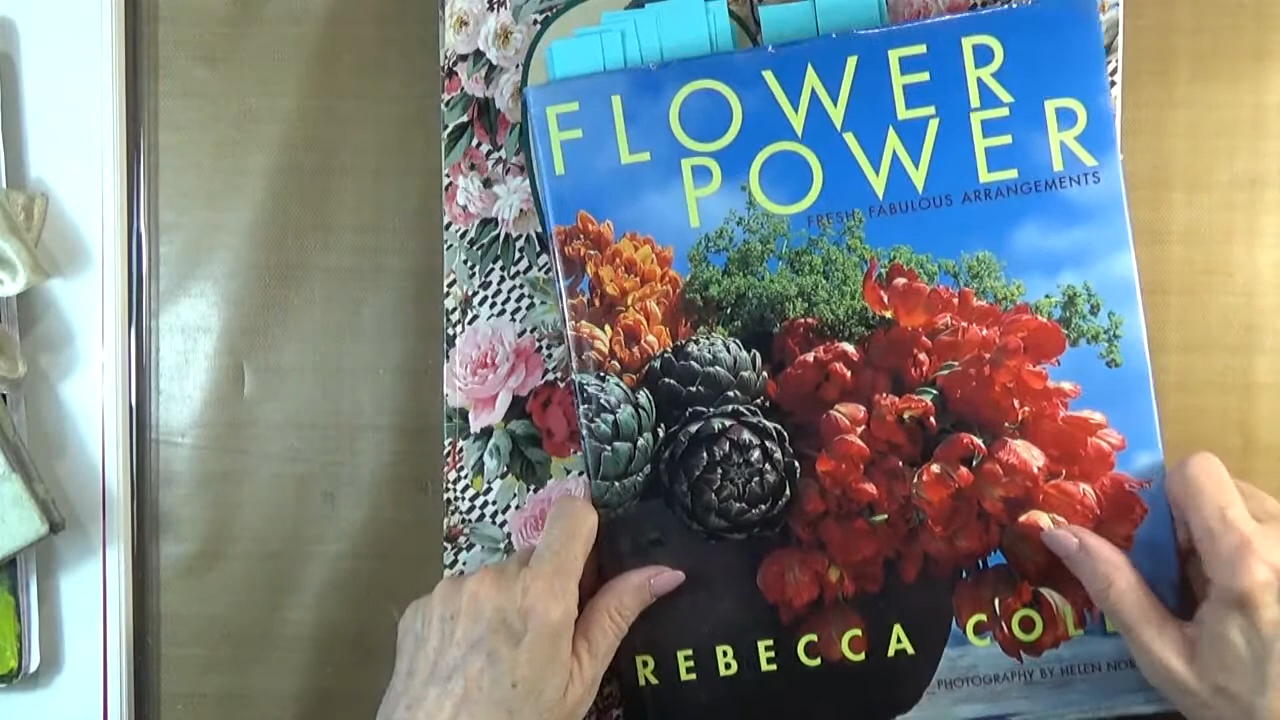 FLOWER
POWER
FRESH, FABULOUS ARRANGEMENTS
REBECCA
PHOTOGRAPHY BY HELEN